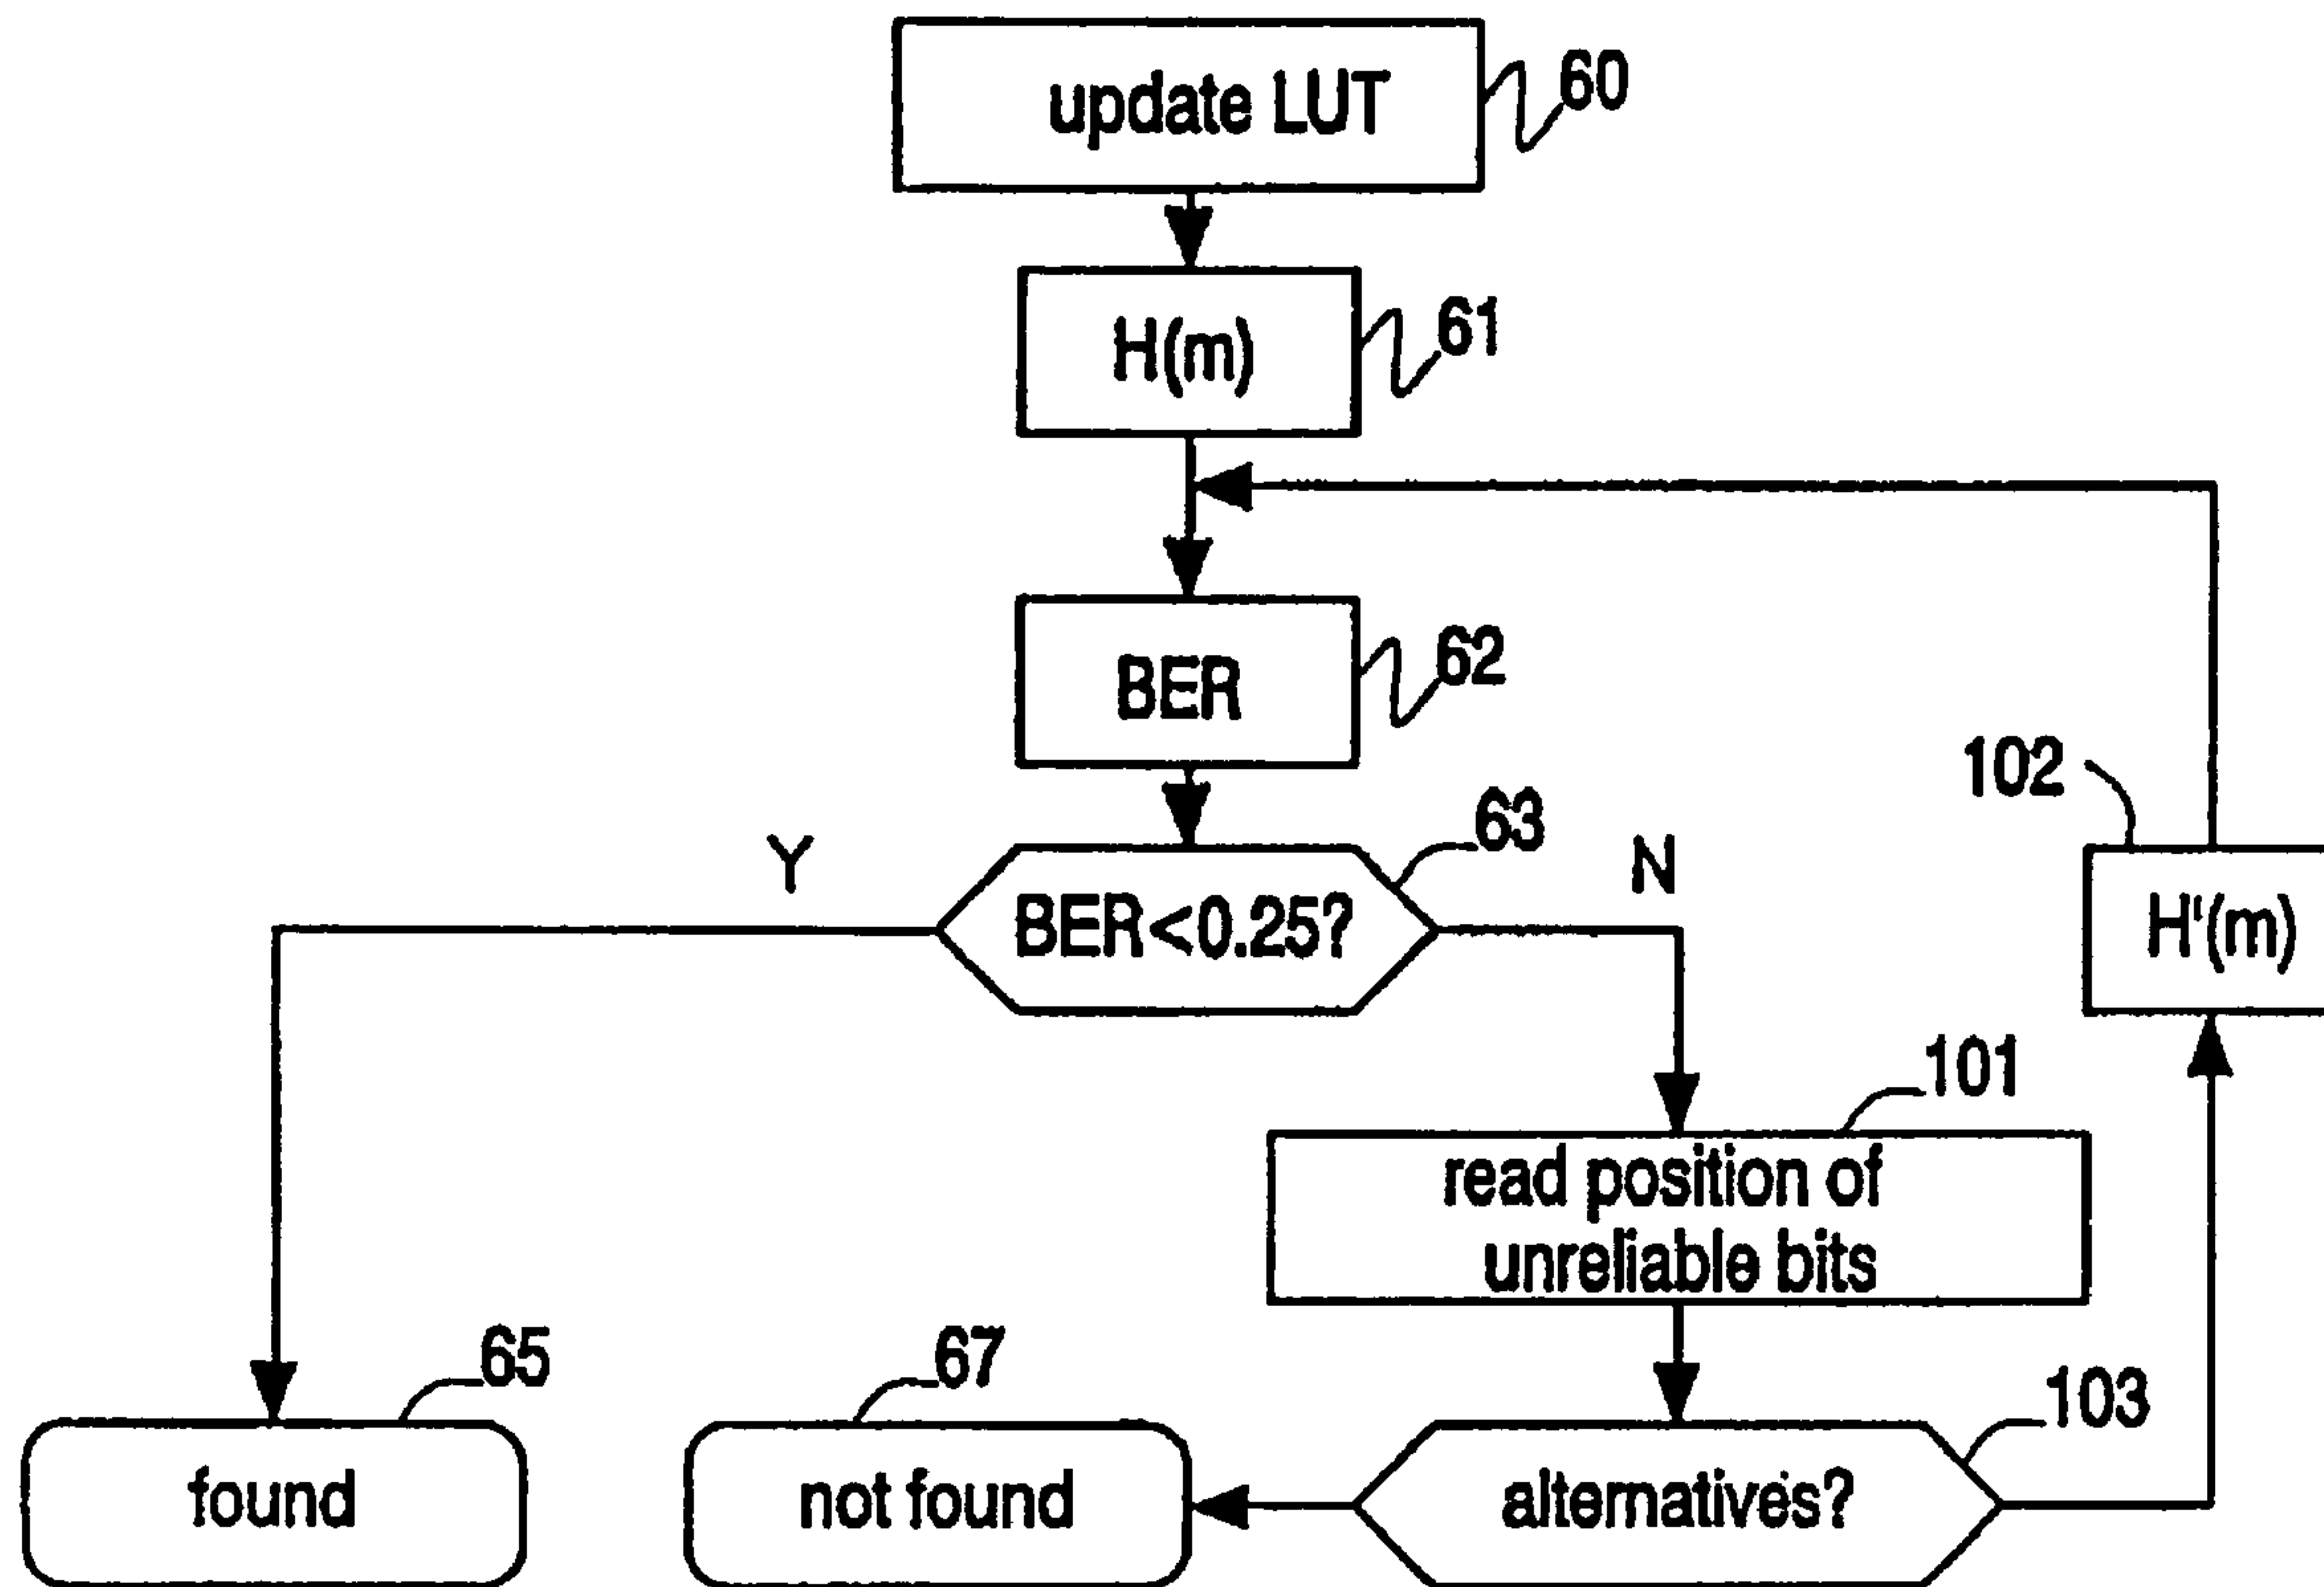 update LUT
60
H(m)
61
BER
62
102
Y
63
N
BER<0.25?
H'(m)
101
read position of
unreliable bits
65
67
103
found
not found
alternatives?